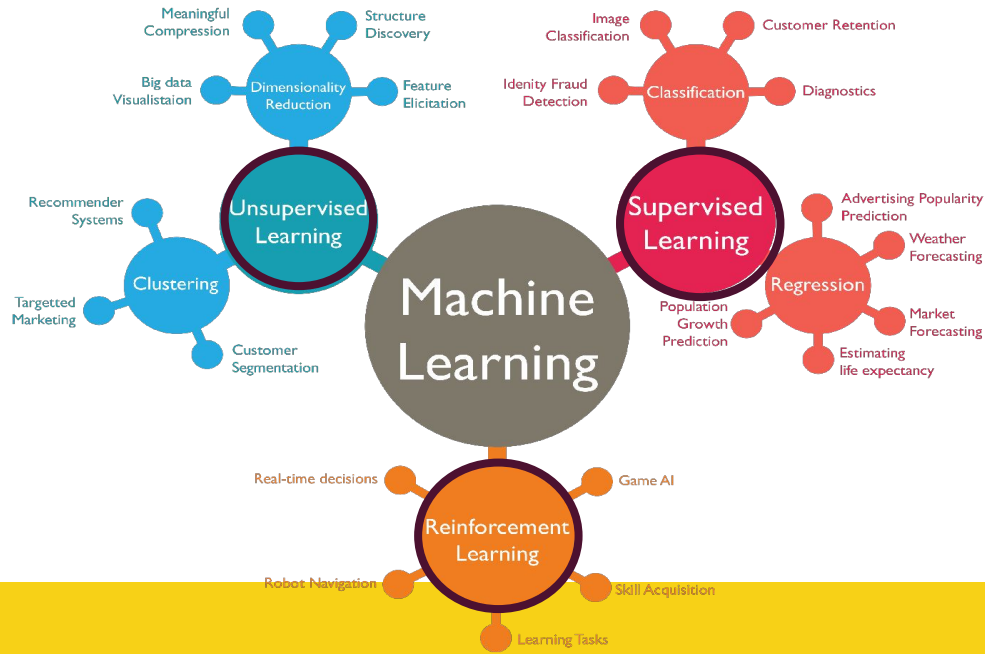 Meaningful
Compression
Structure
Discovery
Big data
Visualistaion
Dimensionality
Reduction
Feature
Elicitation
Image
Classification
Customer Retention
Idenity Fraud
Detection
Classification
Diagnostics
Unsupervised
Learning
Recommender
Systems
Clustering
Targetted
Marketing
Customer
Segmentation
Supervised
Learning
Advertising Popularity
Prediction
Weather
Forecasting
Regression
Population
Growth
Prediction
Market
Forecasting
Estimating
life expectancy
Machine
Learning
Real-time decisions
Game AI
Reinforcement
Learning
Robot Navigation
Skill Acquisition
Learning Tasks